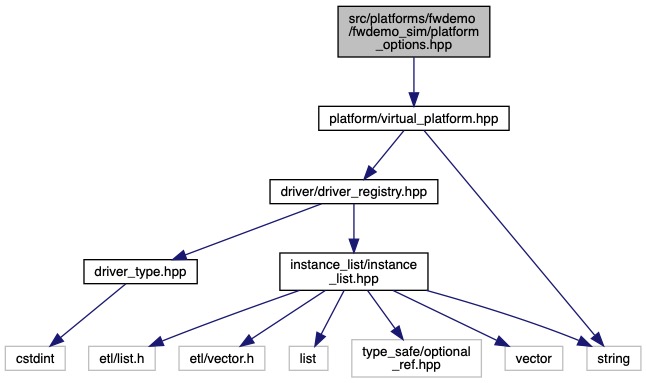 src/platforms/fwdemo
/fwdemo_sim/platform
_options.hpp
platform/virtual_platform.hpp
driver/driver_registry.hpp
driver_type.hpp
instance_list/instance
_list.hpp
cstdint
etl/list.h
etl/vector.h
list
type_safe/optional
_ref.hpp
vector
string